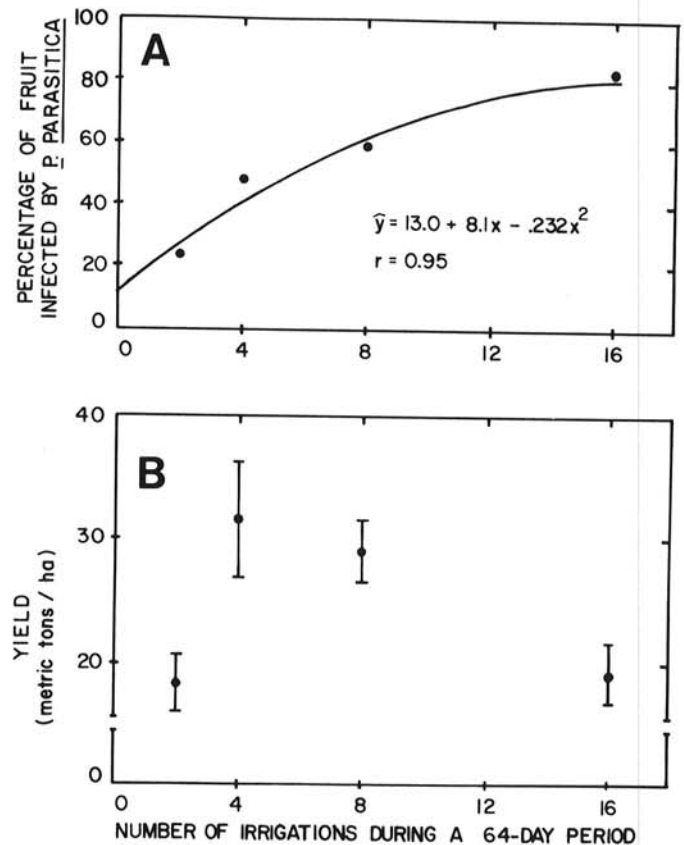 A
PERCENTAGE OF FRUIT
INFECTED BY P. PARASITICA
100
80
60
40
20
0
ŷ = 13.0 + 8.1x - .232x²
r = 0.95
0 4 8 12 16
B
YIELD
(metric tons / ha)
40
30
20
0
0 4 8 12 16
NUMBER OF IRRIGATIONS DURING A 64-DAY PERIOD